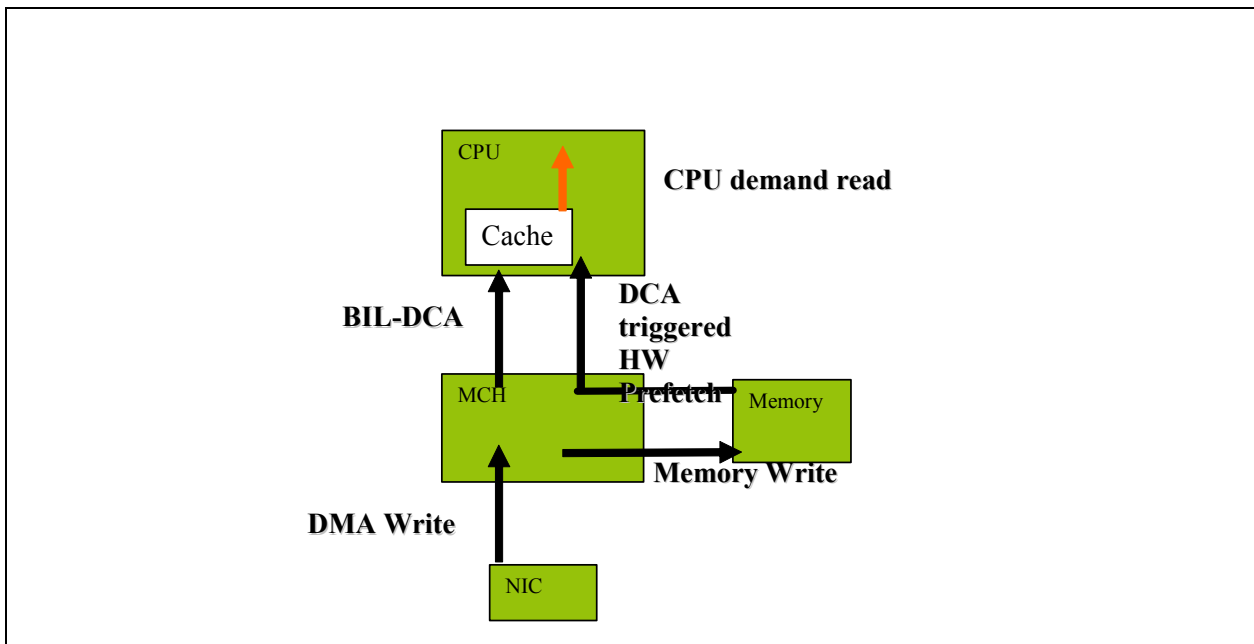 CPU
CPU demand read
Cache
BIL-DCA
DCA
triggered
HW
Prefetch
MCH
Memory
Memory Write
DMA Write
NIC